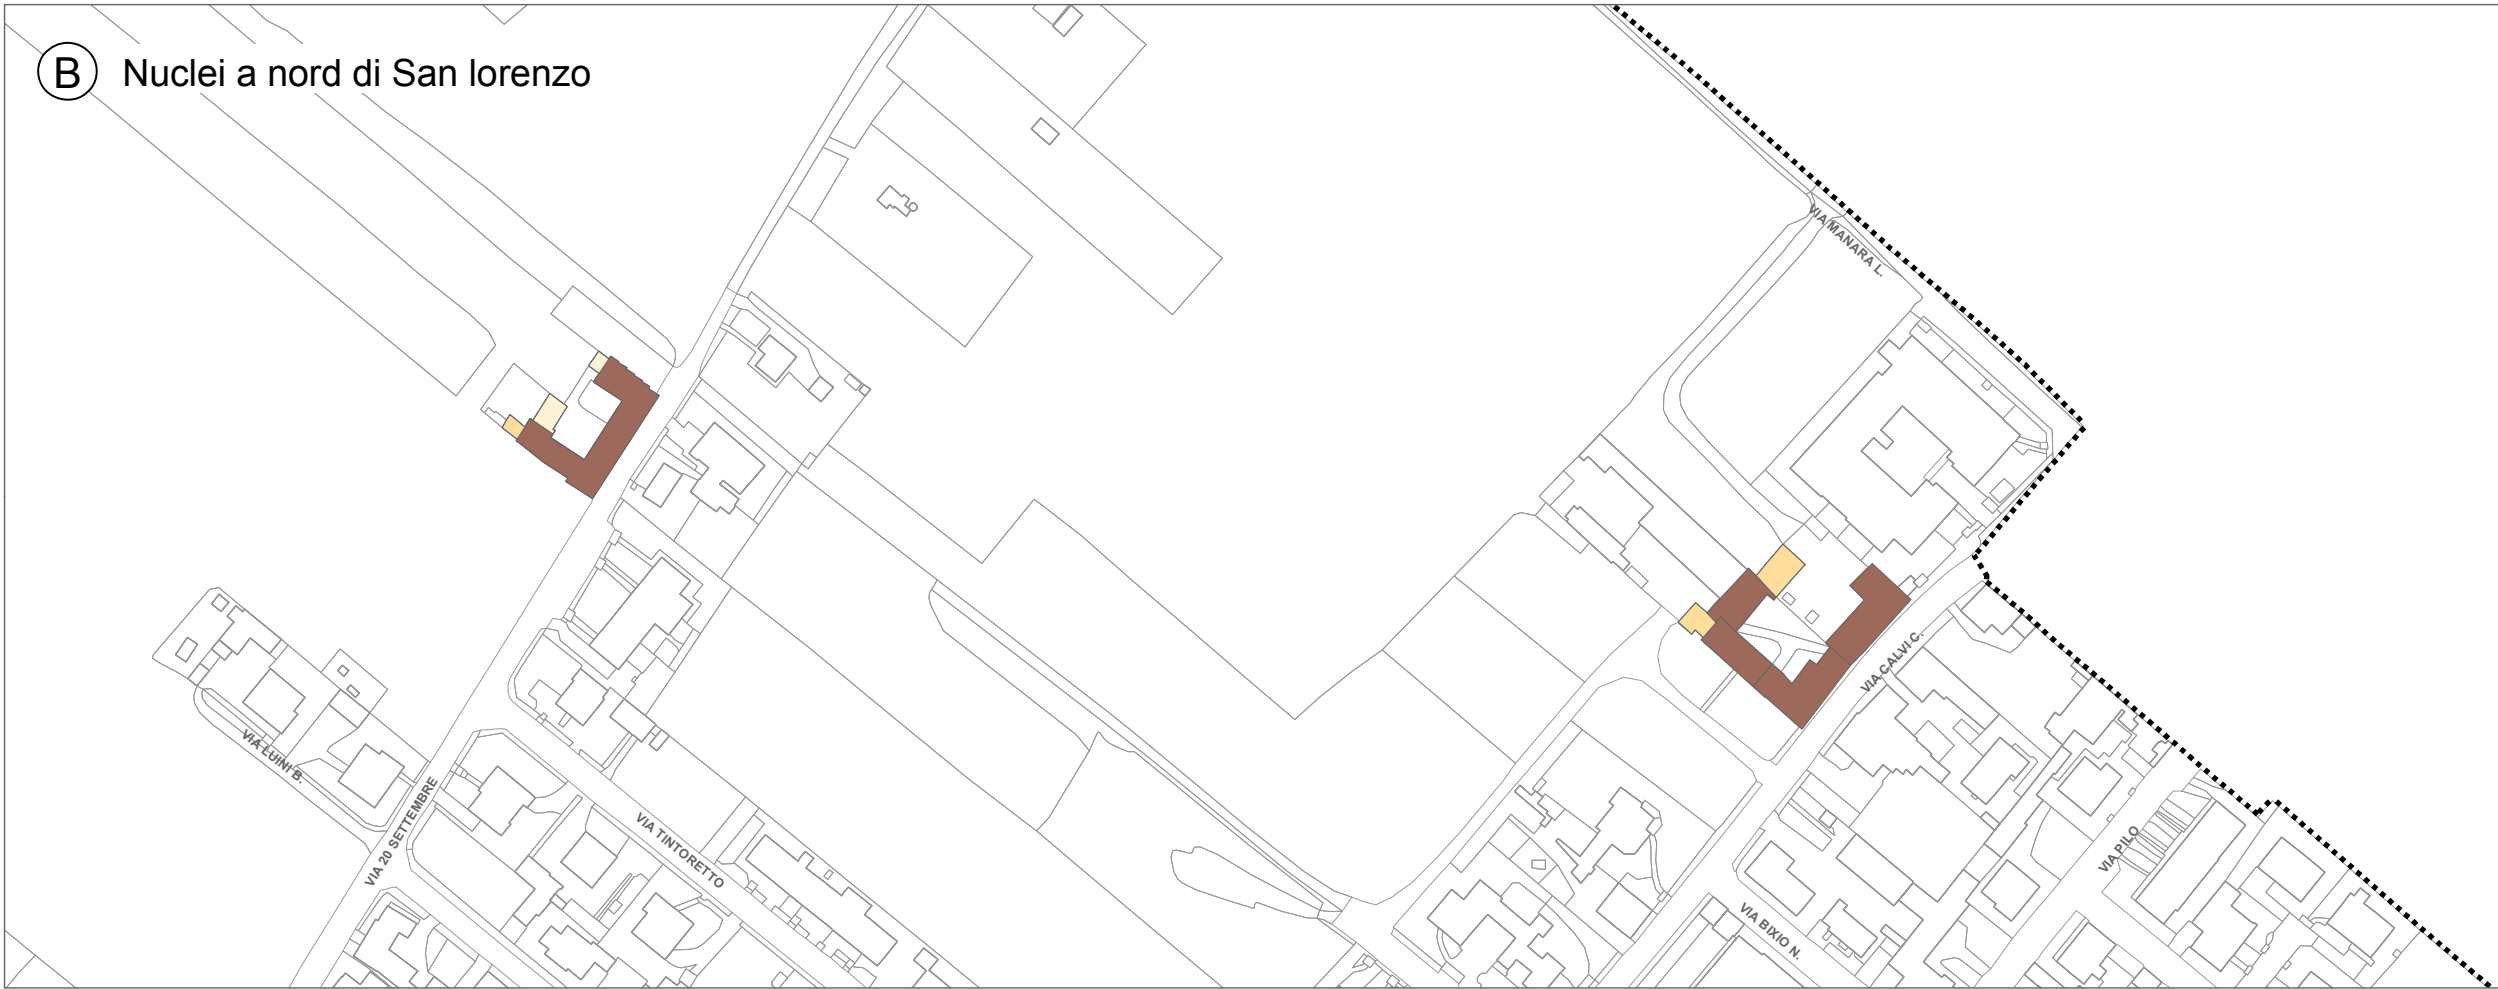 B Nuclei a nord di San lorenzo
VIA MANARA L.
VIA CALVI C.
VIA LUINI B.
VIA 20 SETTEMBRE
VIA TINTORETTO
VIA PILO
VIA BIXIO N.